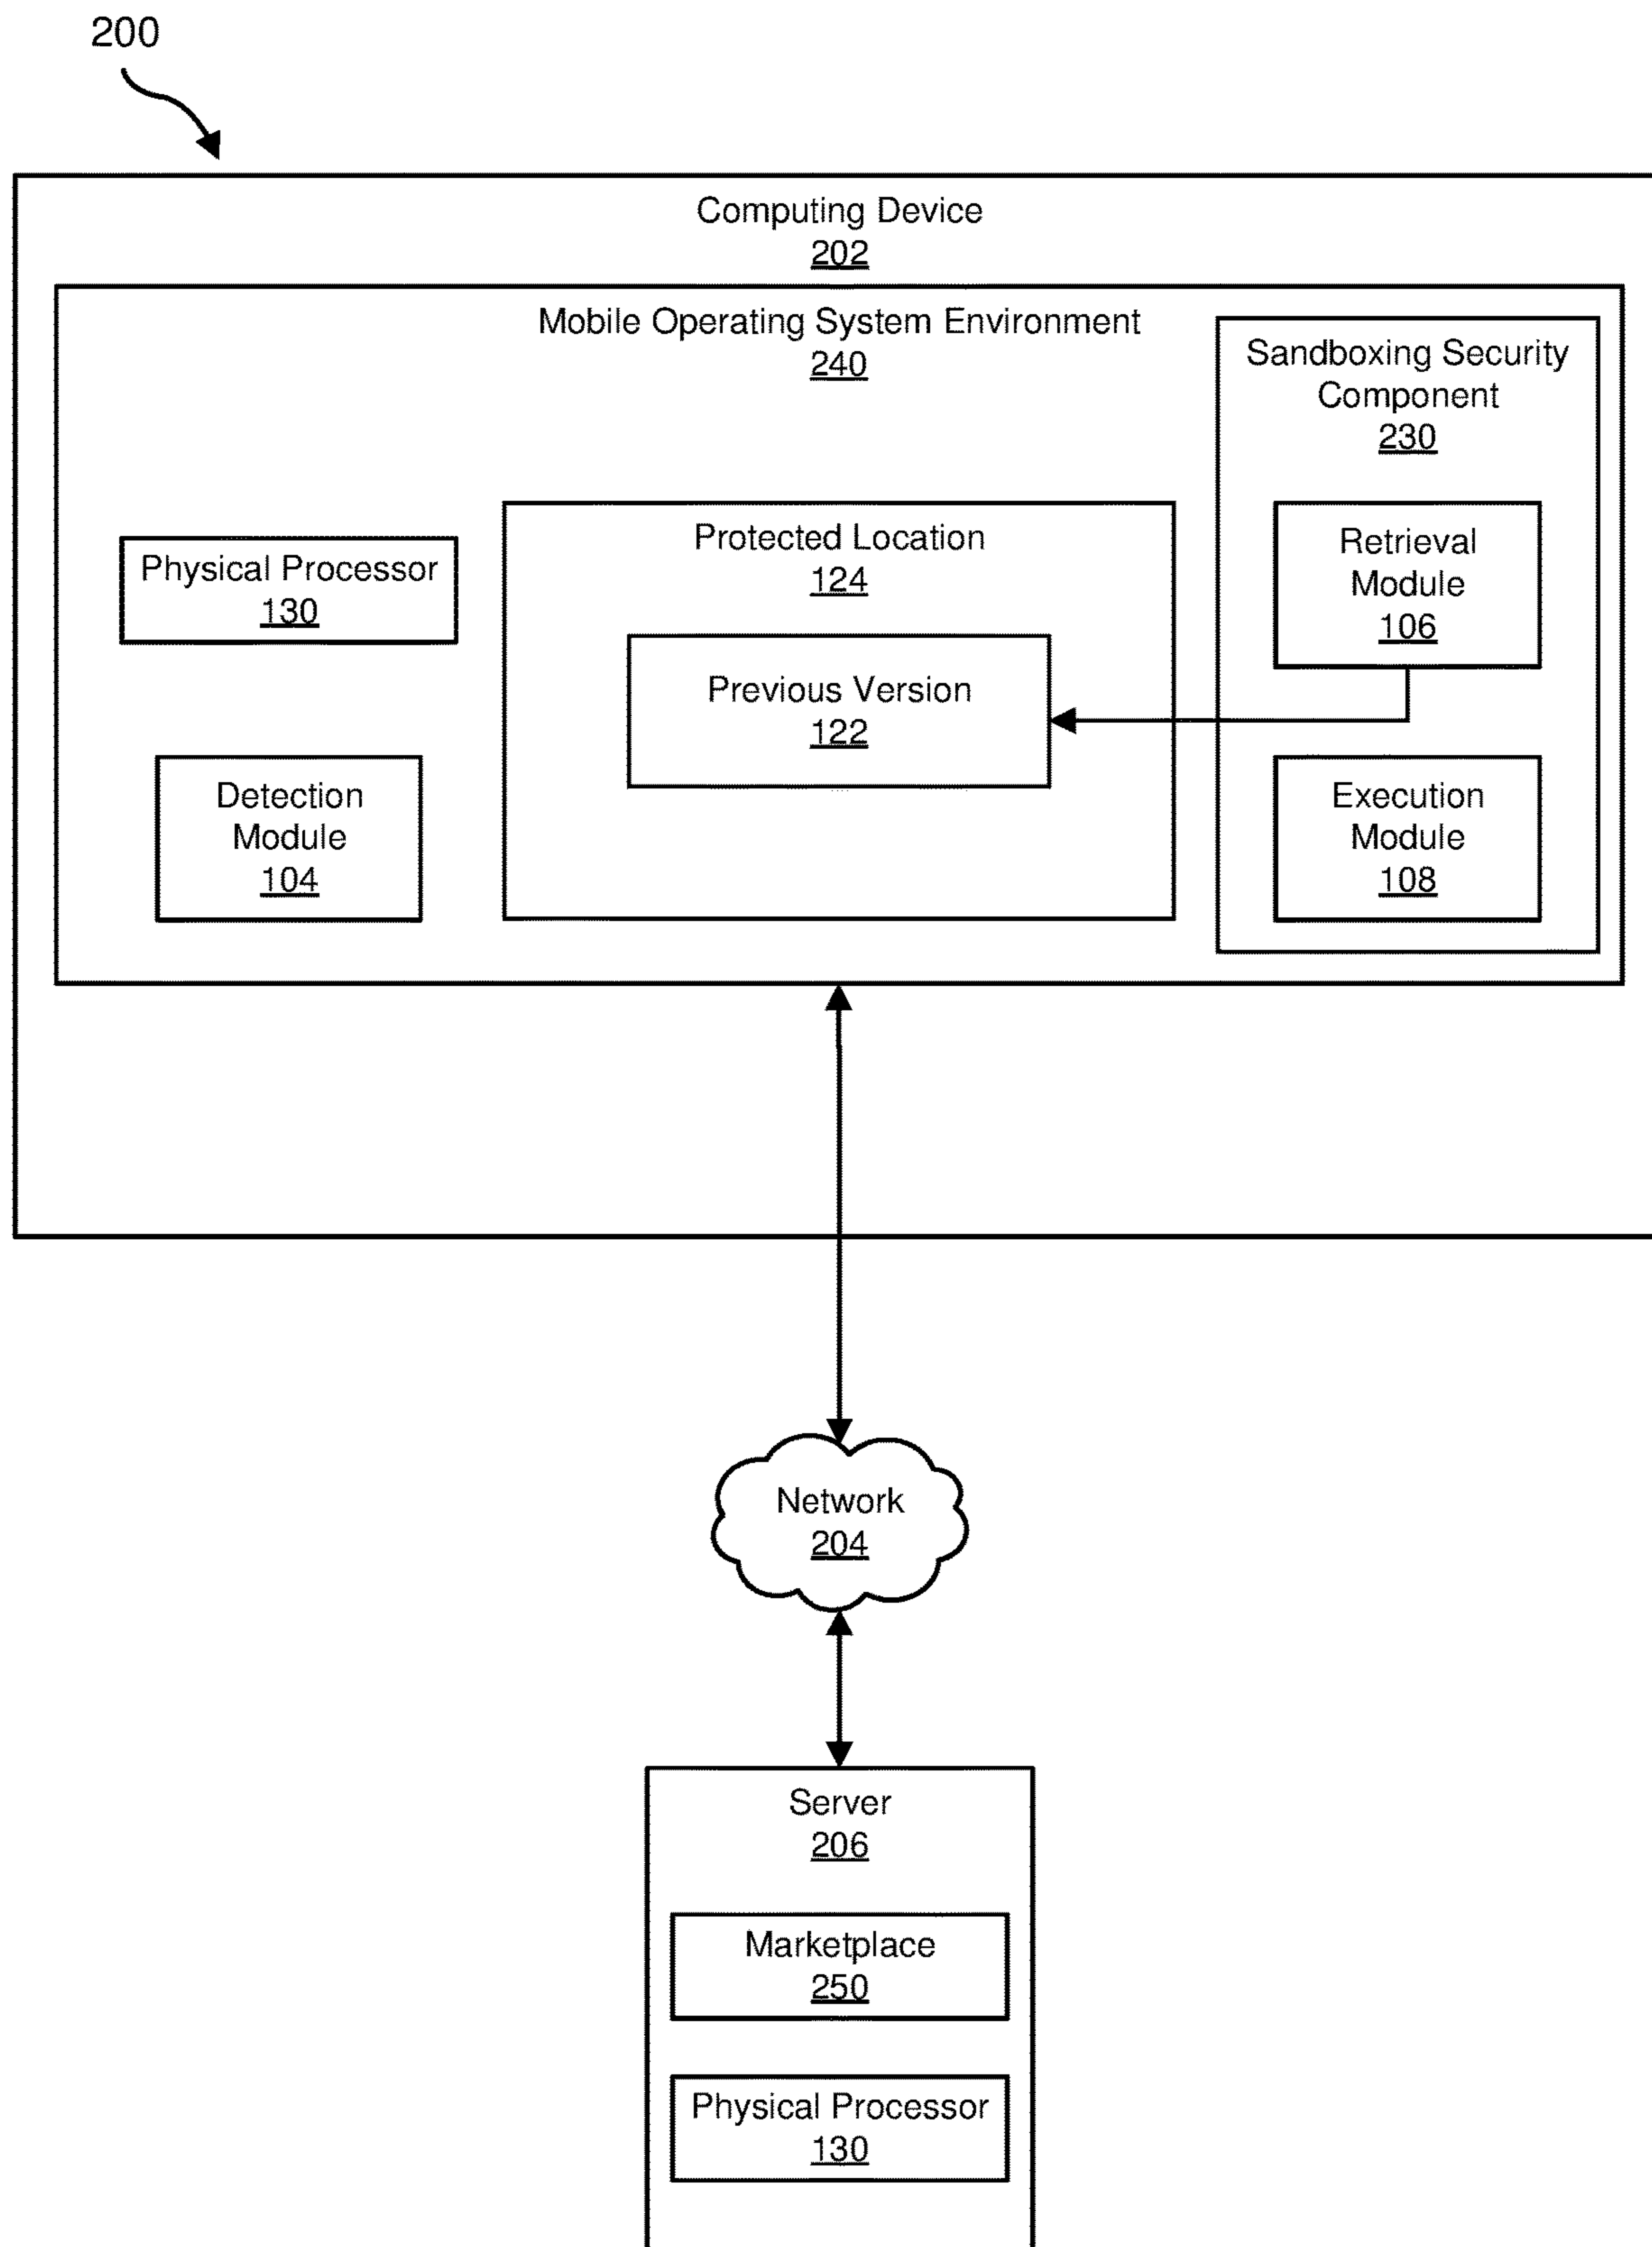 200
Computing Device
202
Mobile Operating System Environment
240
Sandboxing Security
Component
230
Physical Processor
130
Detection
Module
104
Protected Location
124
Previous Version
122
Retrieval
Module
106
Execution
Module
108
Network
204
Server
206
Marketplace
250
Physical Processor
130